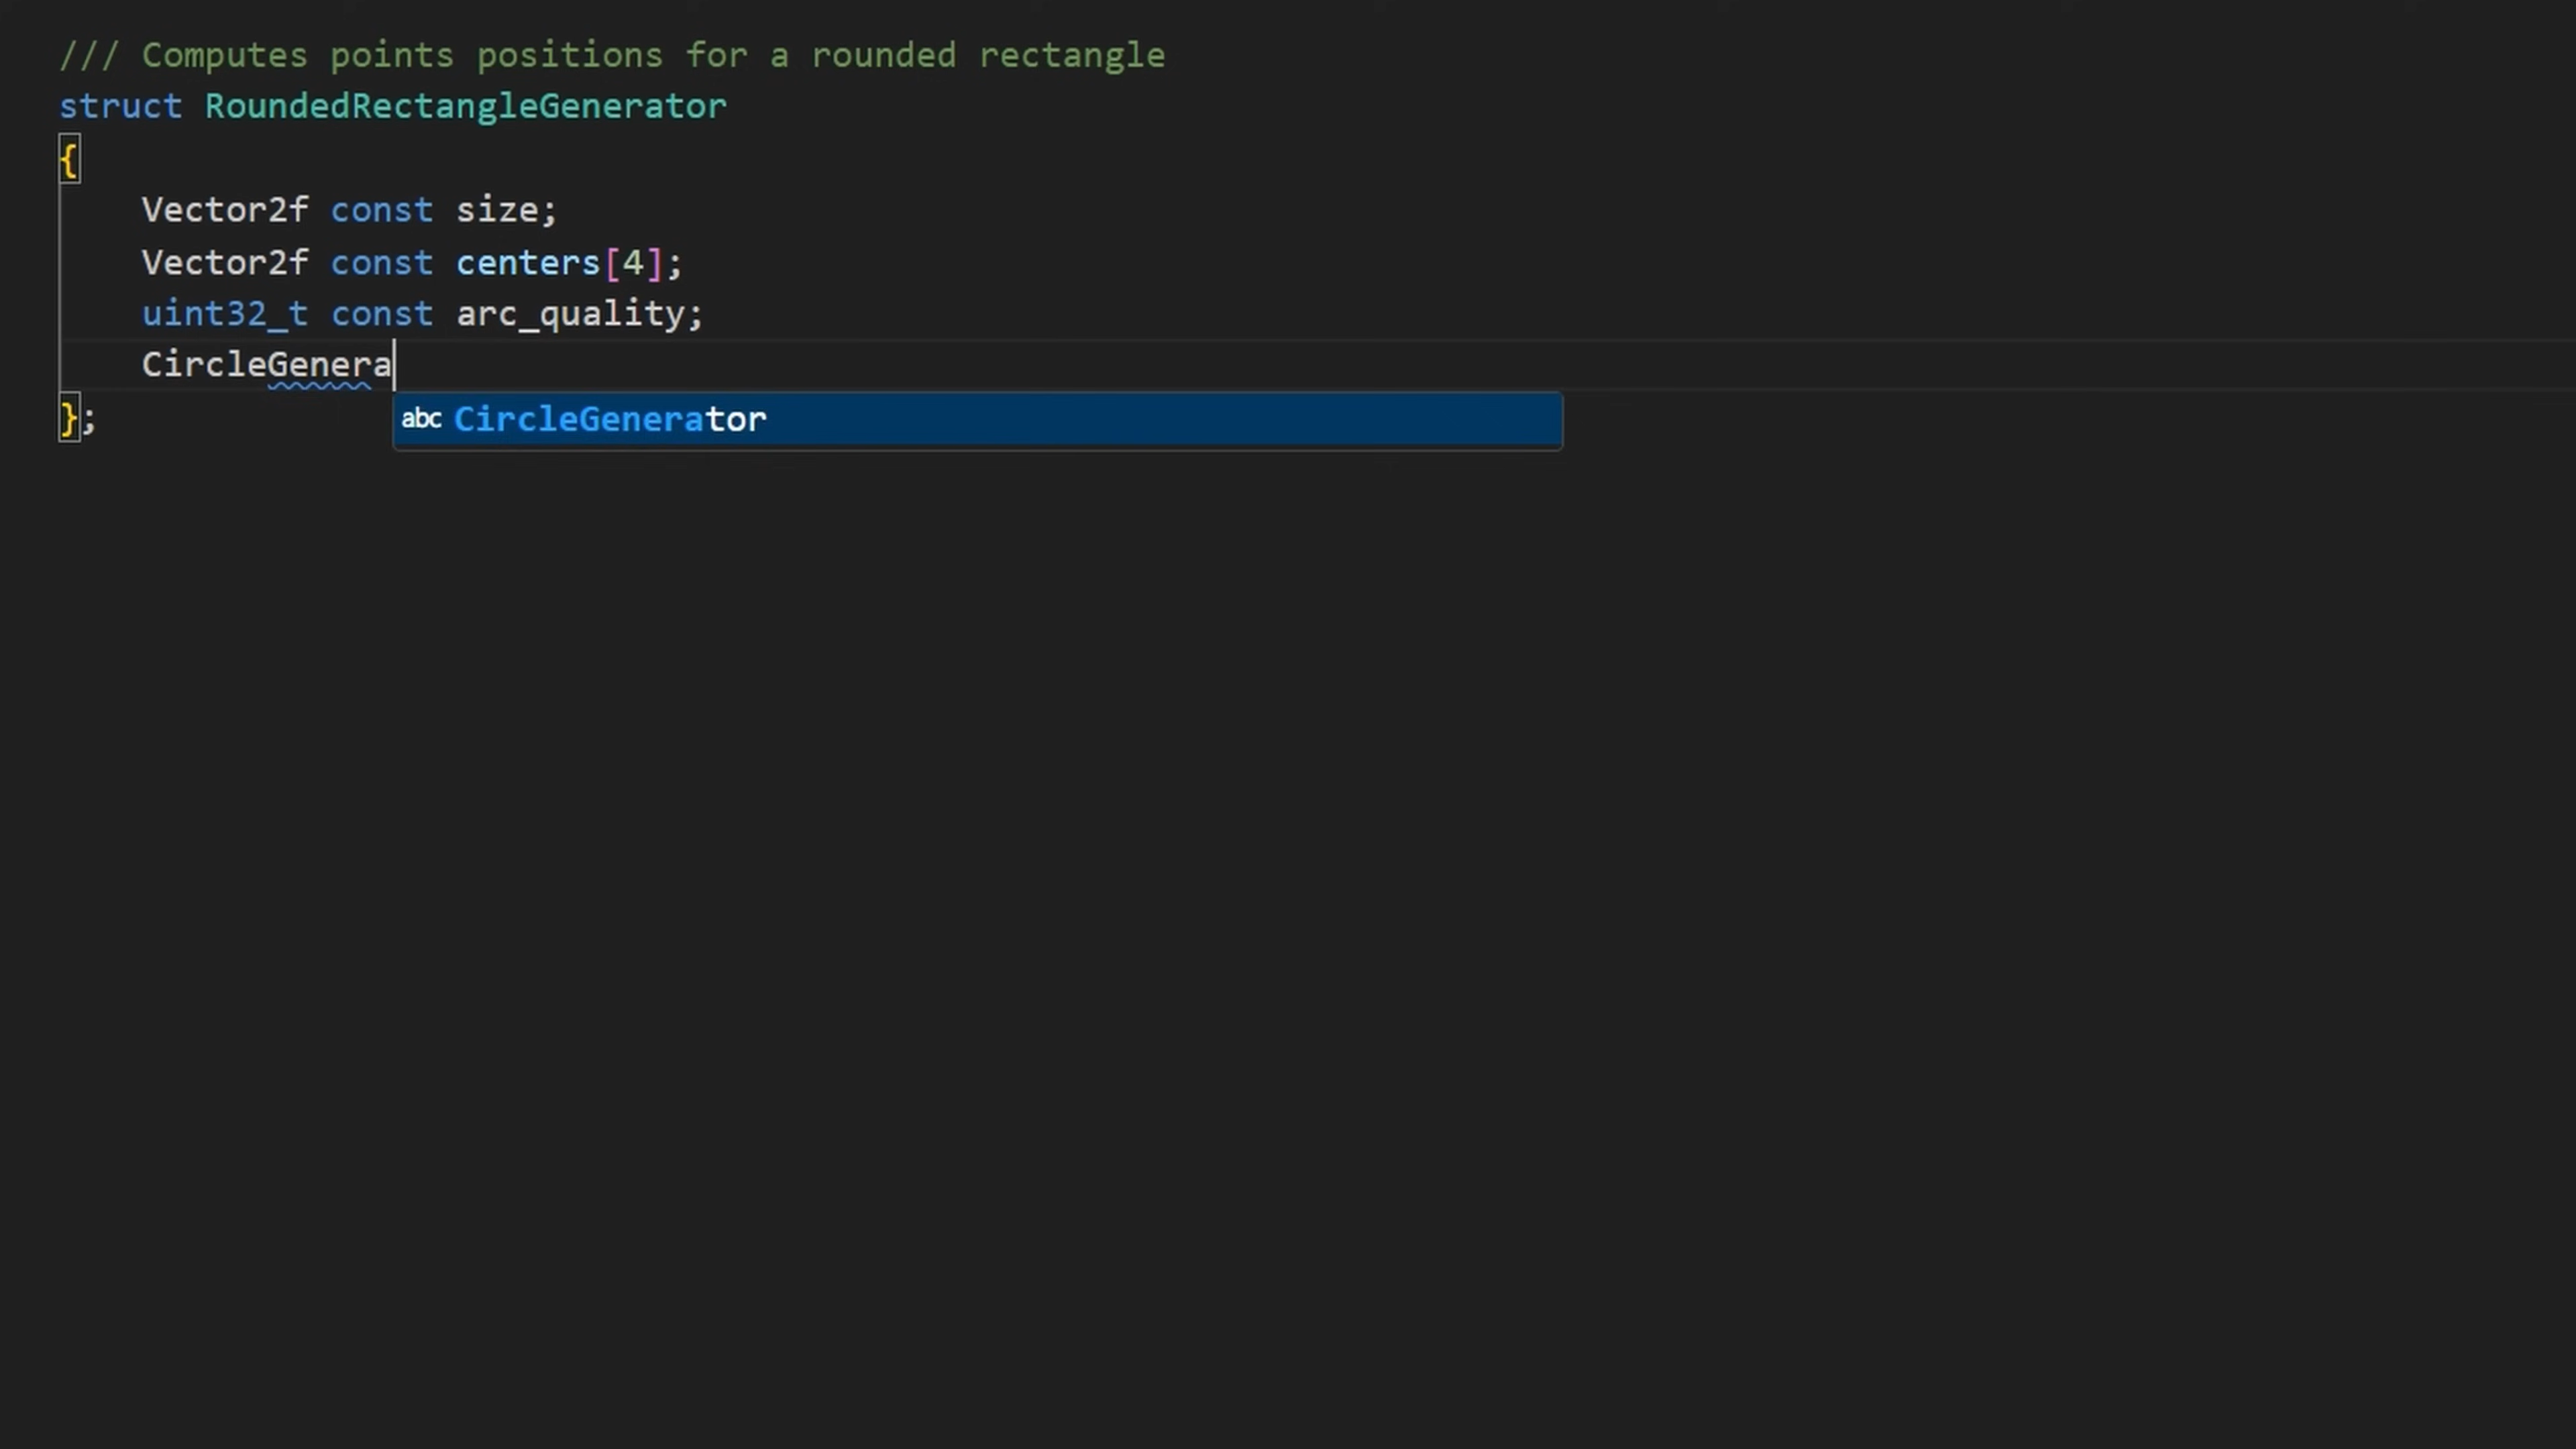 /// Computes points positions for a rounded rectangle
struct RoundedRectangleGenerator
{
    Vector2f const size;
    Vector2f const centers[4];
    uint32_t const arc_quality;
    CircleGenera
abc CircleGenerator
};